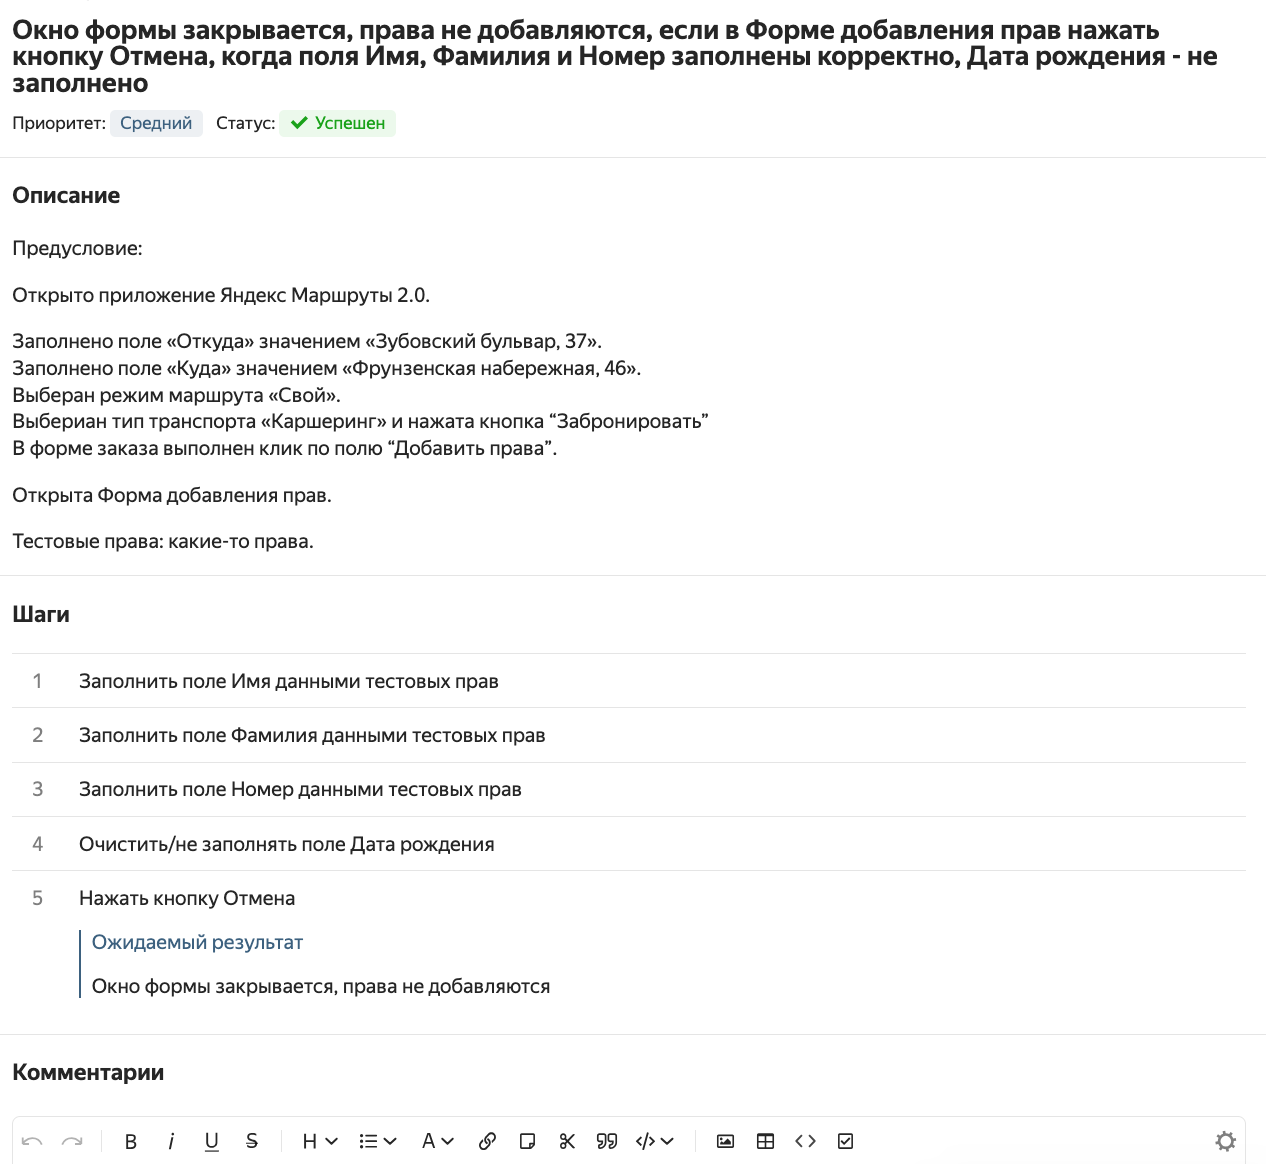 Окно формы закрывается, права не добавляются, если в Форме добавления прав нажать
кнопку Отмена, когда поля Имя, Фамилия и Номер заполнены корректно, Дата рождения - не
заполнено
Приоритет: Средний Статус: Успешен
Описание
Предусловие:
Открыто приложение Яндекс Маршруты 2.0.
Заполнено поле «Откуда» значением «Зубовский бульвар, 37».
Заполнено поле «Куда» значением «Фрунзенская набережная, 46».
Выберан режим маршрута «Свой».
Выбериан тип транспорта «Каршеринг» и нажата кнопка “Забронировать”
В форме заказа выполнен клик по полю “Добавить права”.
Открыта Форма добавления прав.
Тестовые права: какие-то права.
Шаги
1 Заполнить поле Имя данными тестовых прав
2 Заполнить поле Фамилия данными тестовых прав
3 Заполнить поле Номер данными тестовых прав
4 Очистить/не заполнять поле Дата рождения
5 Нажать кнопку Отмена
Ожидаемый результат
Окно формы закрывается, права не добавляются
Комментарии
B i U S H A